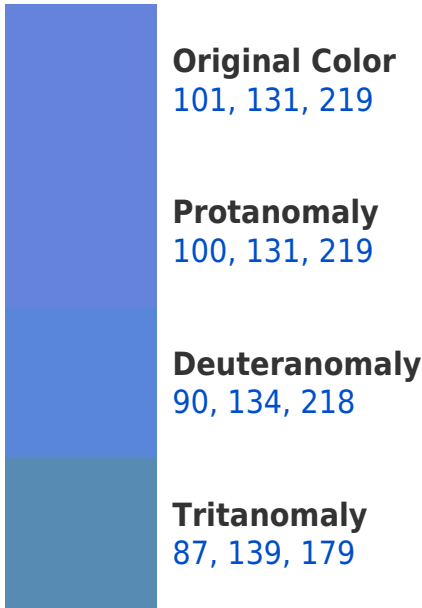 Original Color
101, 131, 219
Protanomaly
100, 131, 219
Deuteranomaly
90, 134, 218
Tritanomaly
87, 139, 179